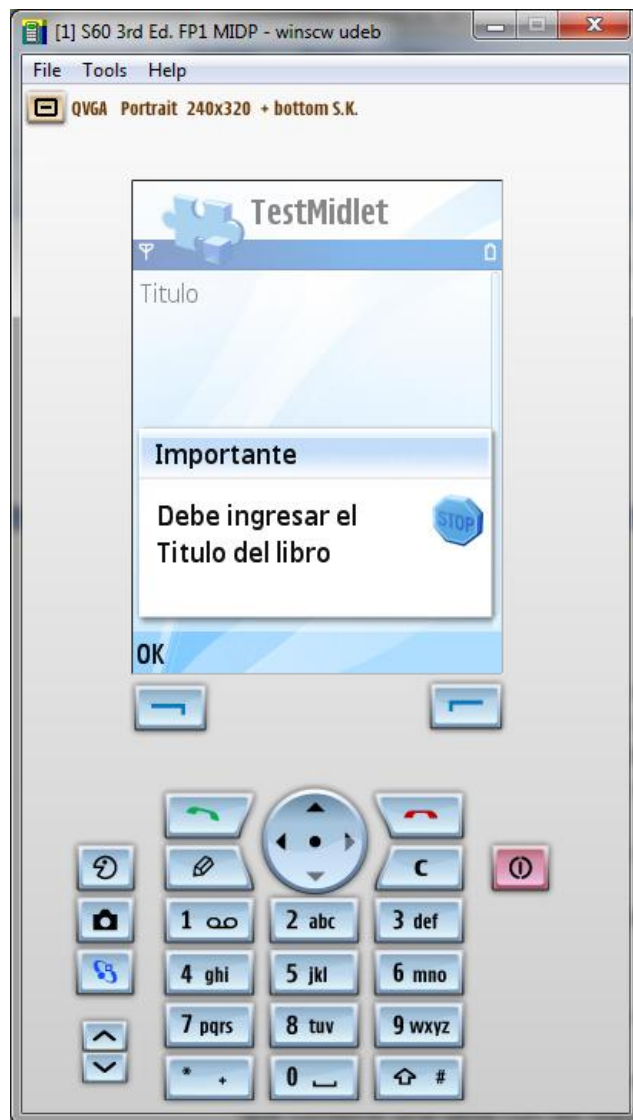 [1] S60 3rd Ed. FP1 MIDP - winscw udeb
File Tools Help
QVGA Portrait 240x320 + bottom S.K.
TestMidlet
Titulo
Importante
Debe ingresar el
Titulo del libro
STOP
OK
C
1 2 abc 3 def
4 ghi 5 jkl 6 mno
7 pqrs 8 tuv 9 wxyz
* + 0 #